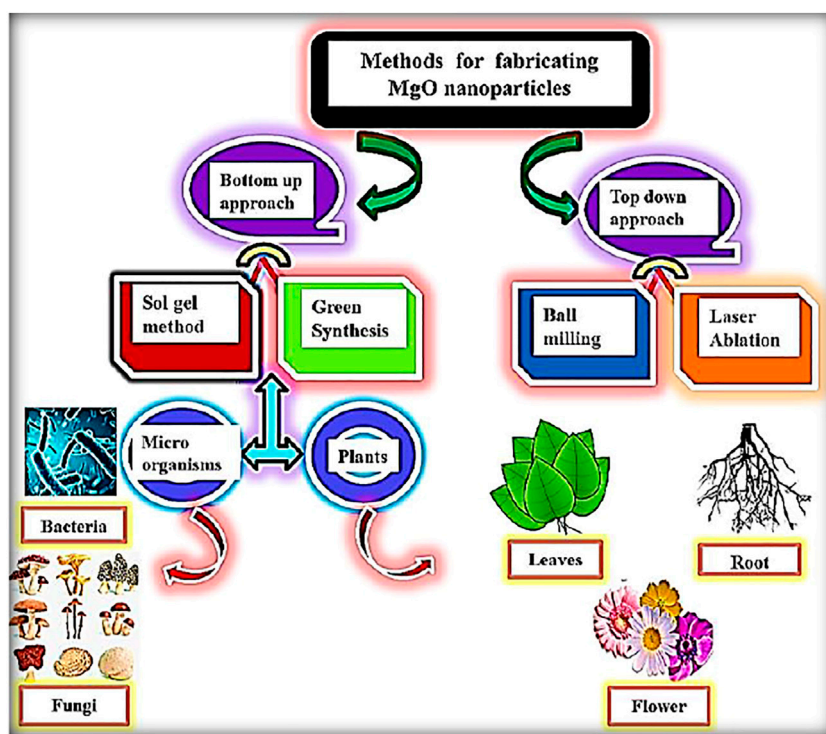 Methods for fabricating
MgO nanoparticles
Bottom up
approach
Top down
approach
Sol gel
method
Green
Synthesis
Ball
milling
Laser
Ablation
Micro
organisms
Plants
Bacteria
Leaves
Root
Fungi
Flower